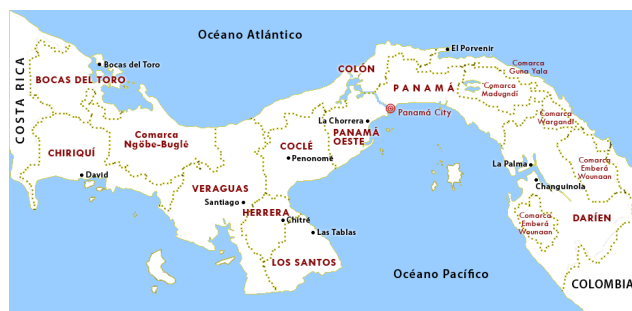 Océano Atlántico
El Porvenir
COSTA RICA
Bocas del Toro
COLÓN
Comarca
Guna Yala
BOCAS DEL TORO
PANAMÁ
Comarca
Madugndí
Panamá City
Comarca
Wargandí
La Chorrera
PANAMÁ
OESTE
Comarca
Ngöbe-Buglé
CHIRIQUÍ
COCLÉ
Penonomé
La Palma
Comarca
Emberá
Wounaan
David
Changuinola
VERAGUAS
Santiago
HERRERA
Chitré
Las Tablas
Comarca
Emberá
Wounaan
DARÍEN
LOS SANTOS
Océano Pacífico
COLOMBIA